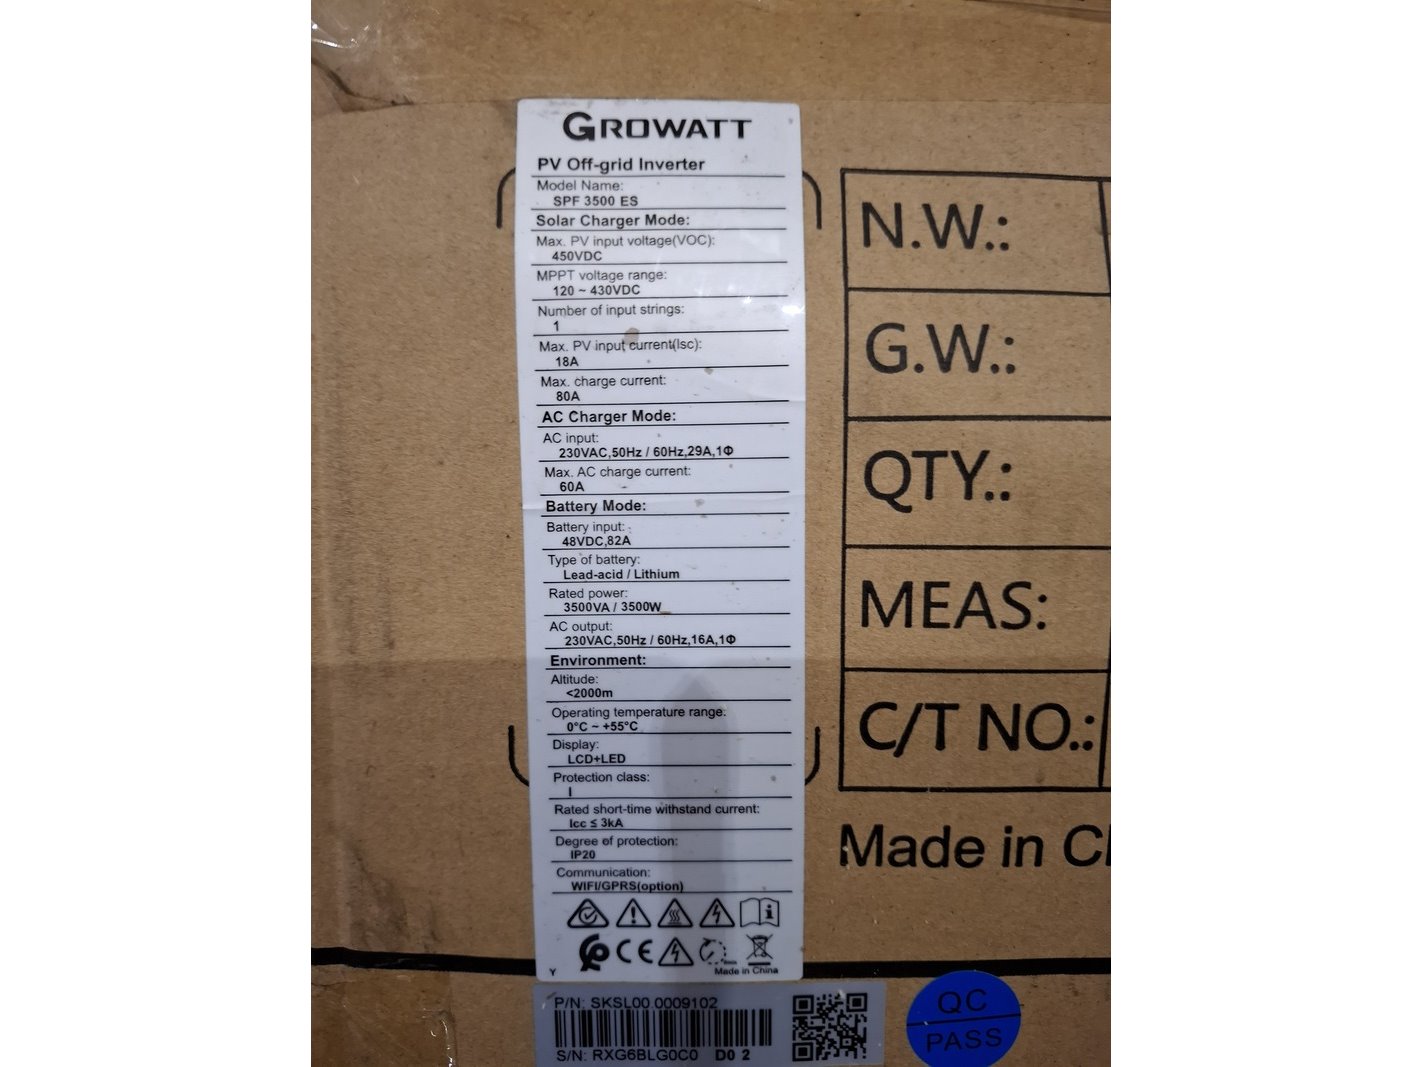 GROWATT
PV Off-grid Inverter
Model Name:
SPF 3500 ES
Solar Charger Mode:
Max. PV input voltage(VOC):
450VDC
MPPT voltage range:
120 ~ 430VDC
Number of input strings:
1
Max. PV input current(Isc):
18A
Max. charge current:
80A
AC Charger Mode:
AC input:
230VAC,50Hz / 60Hz,29A,1Φ
Max. AC charge current:
60A
Battery Mode:
Battery input:
48VDC,82A
Type of battery:
Lead-acid / Lithium
Rated power:
3500VA / 3500W
AC output:
230VAC,50Hz / 60Hz,16A,1Φ
Environment:
Altitude:
<2000m
Operating temperature range:
0°C ~ +55°C
Display:
LCD+LED
Protection class:
I
Rated short-time withstand current:
Icc ≤ 3kA
Degree of protection:
IP20
Communication:
WIFI/GPRS(option)
CE
Y
Made in China
P/N: SKSL00.0009102
S/N: RXG6BLG0C0 D0 2
N.W.:
G.W.:
QTY.:
MEAS:
C/T NO.:
Made in
QC
PASS